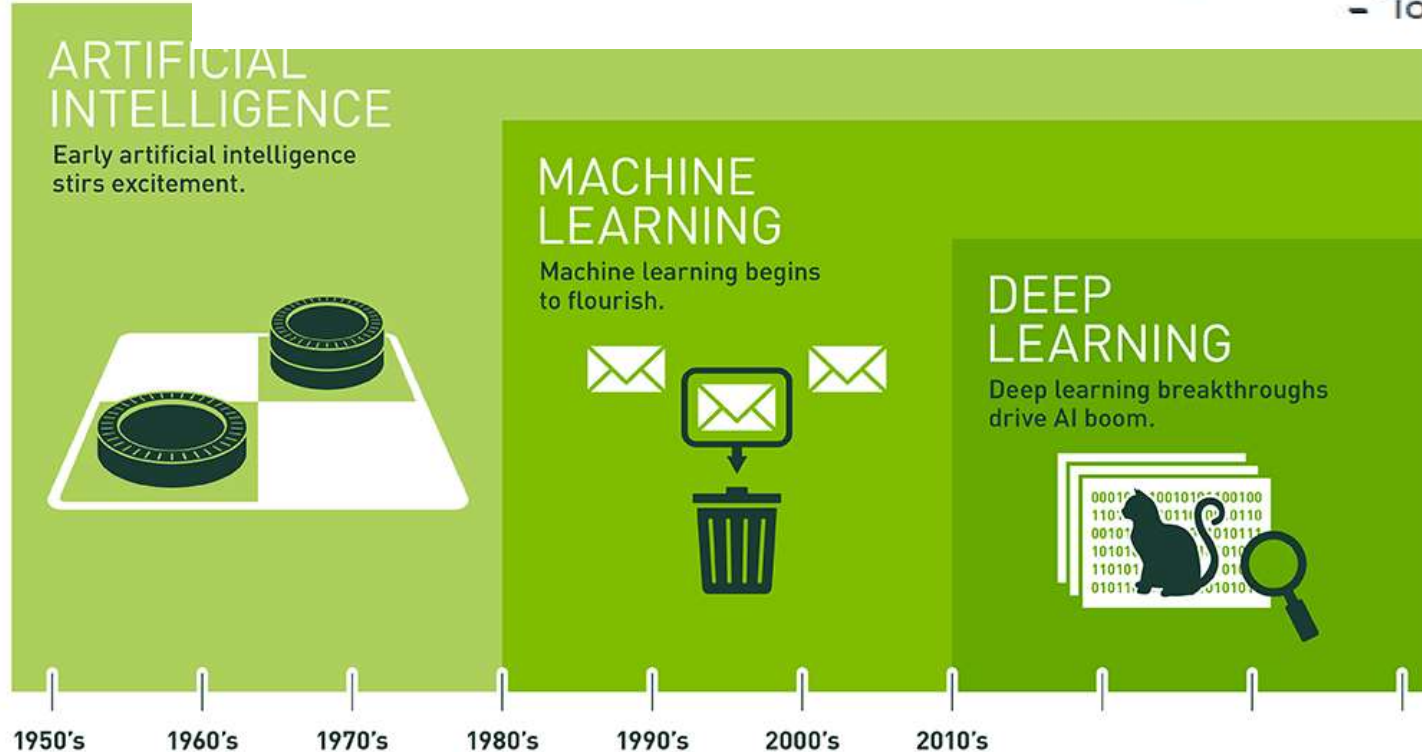 ARTIFICIAL
INTELLIGENCE
Early artificial intelligence
stirs excitement.
MACHINE
LEARNING
Machine learning begins
to flourish.
DEEP
LEARNING
Deep learning breakthroughs
drive AI boom.
1950's 1960's 1970's 1980's 1990's 2000's 2010's